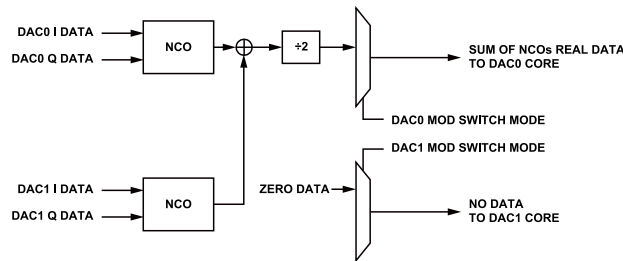 DAC0 I DATA
DAC0 Q DATA
NCO
÷2
SUM OF NCOs REAL DATA
TO DAC0 CORE
DAC0 MOD SWITCH MODE
DAC1 MOD SWITCH MODE
DAC1 I DATA
DAC1 Q DATA
NCO
ZERO DATA
NO DATA
TO DAC1 CORE